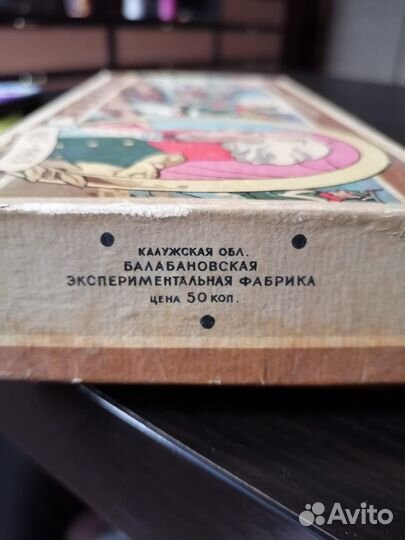 КАЛУЖСКАЯ ОБЛ.
БАЛАБАНОВСКАЯ
ЭКСПЕРИМЕНТАЛЬНАЯ ФАБРИКА
ЦЕНА 50 КОП.
Avito